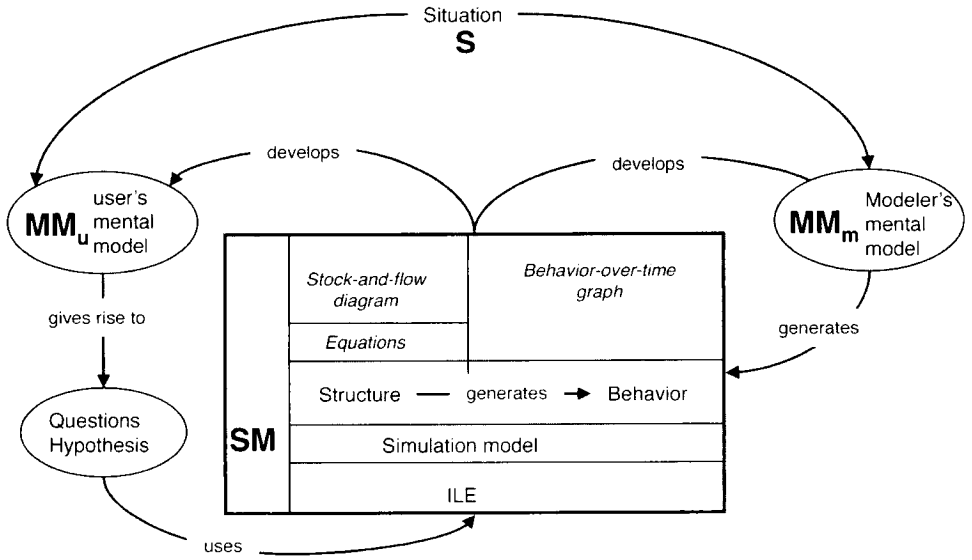 Situation
S
develops
develops
MMu user's mental model
MMm Modeler's mental model
Stock-and-flow
diagram
Behavior-over-time
graph
gives rise to
generates
Equations
Structure generates Behavior
Questions
Hypothesis
SM
Simulation model
ILE
uses